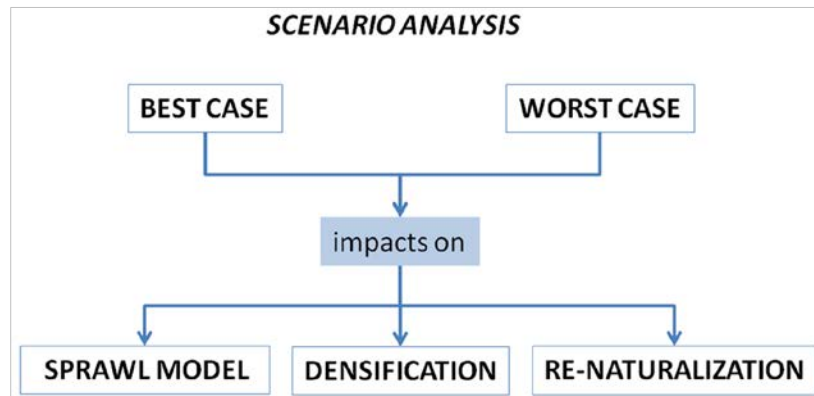 SCENARIO ANALYSIS
BEST CASE
WORST CASE
impacts on
SPRAWL MODEL
DENSIFICATION
RE-NATURALIZATION